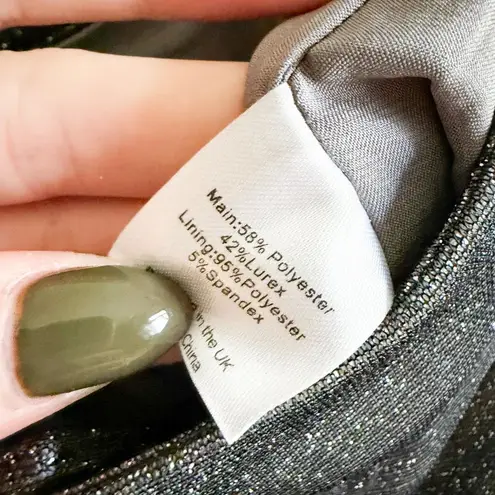 Main:58% Polyester
42%Lurex
Lining:95%Polyester
5%Spandex
in the UK
China